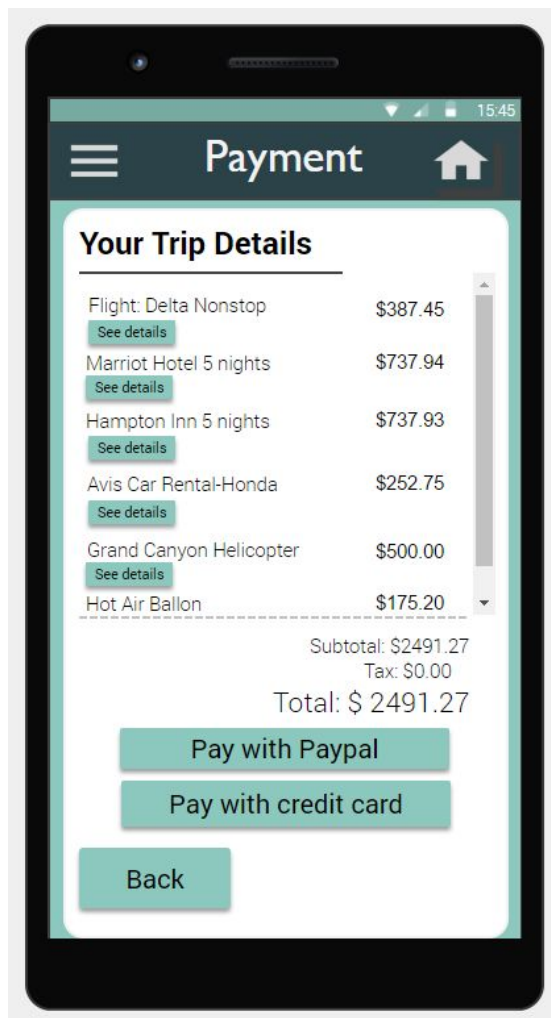 15:45
Payment
Your Trip Details
Flight: Delta Nonstop $387.45
See details
Marriot Hotel 5 nights $737.94
See details
Hampton Inn 5 nights $737.93
See details
Avis Car Rental-Honda $252.75
See details
Grand Canyon Helicopter $500.00
See details
Hot Air Ballon $175.20
Subtotal: $2491.27
Tax: $0.00
Total: $ 2491.27
Pay with Paypal
Pay with credit card
Back